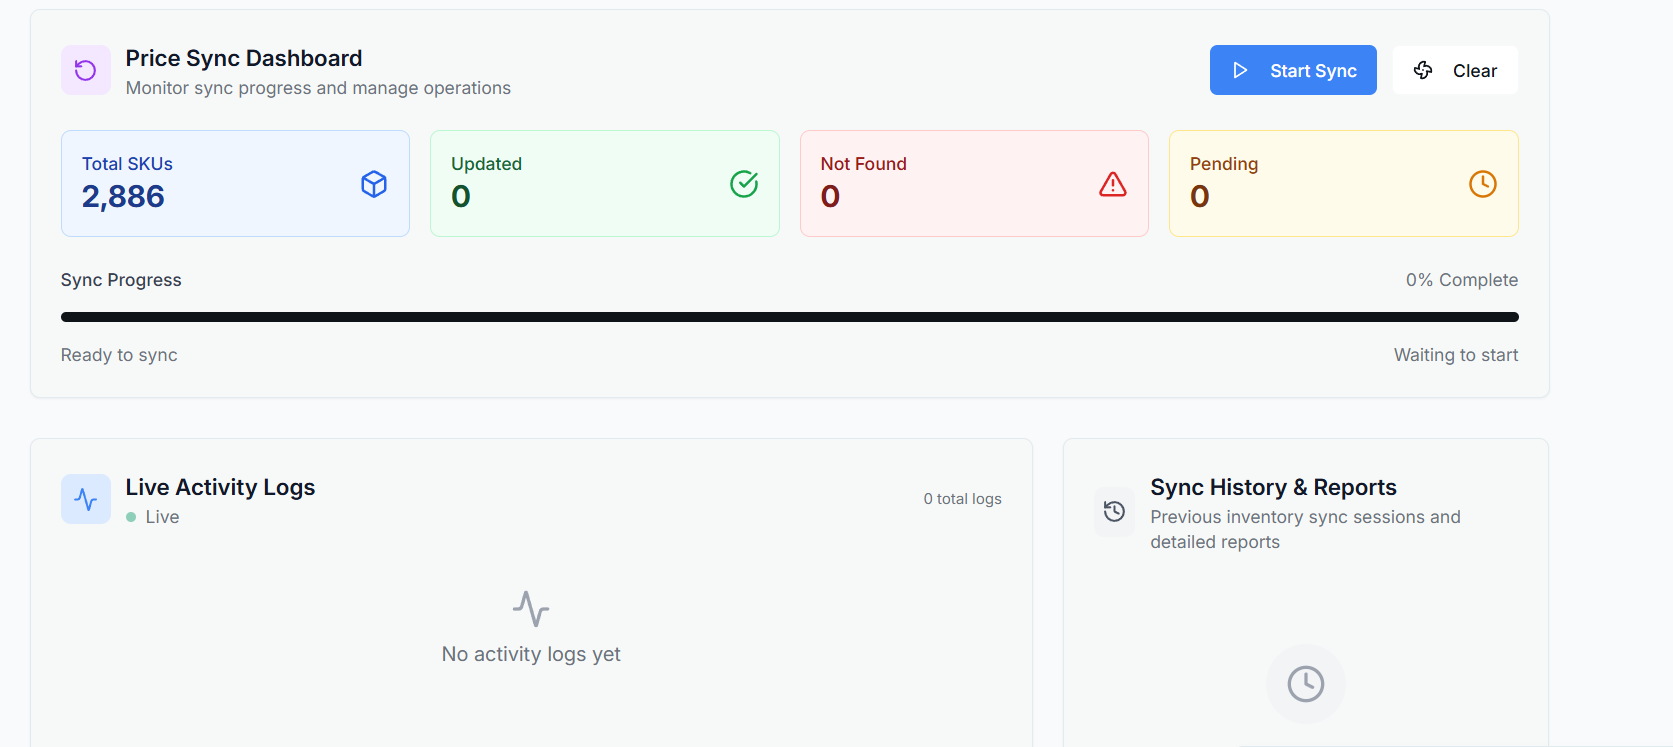 Price Sync Dashboard
Monitor sync progress and manage operations
Start Sync
Clear
Total SKUs
2,886
Updated
0
Not Found
0
Pending
0
Sync Progress
0% Complete
Ready to sync
Waiting to start
Live Activity Logs
Live
0 total logs
No activity logs yet
Sync History & Reports
Previous inventory sync sessions and
detailed reports